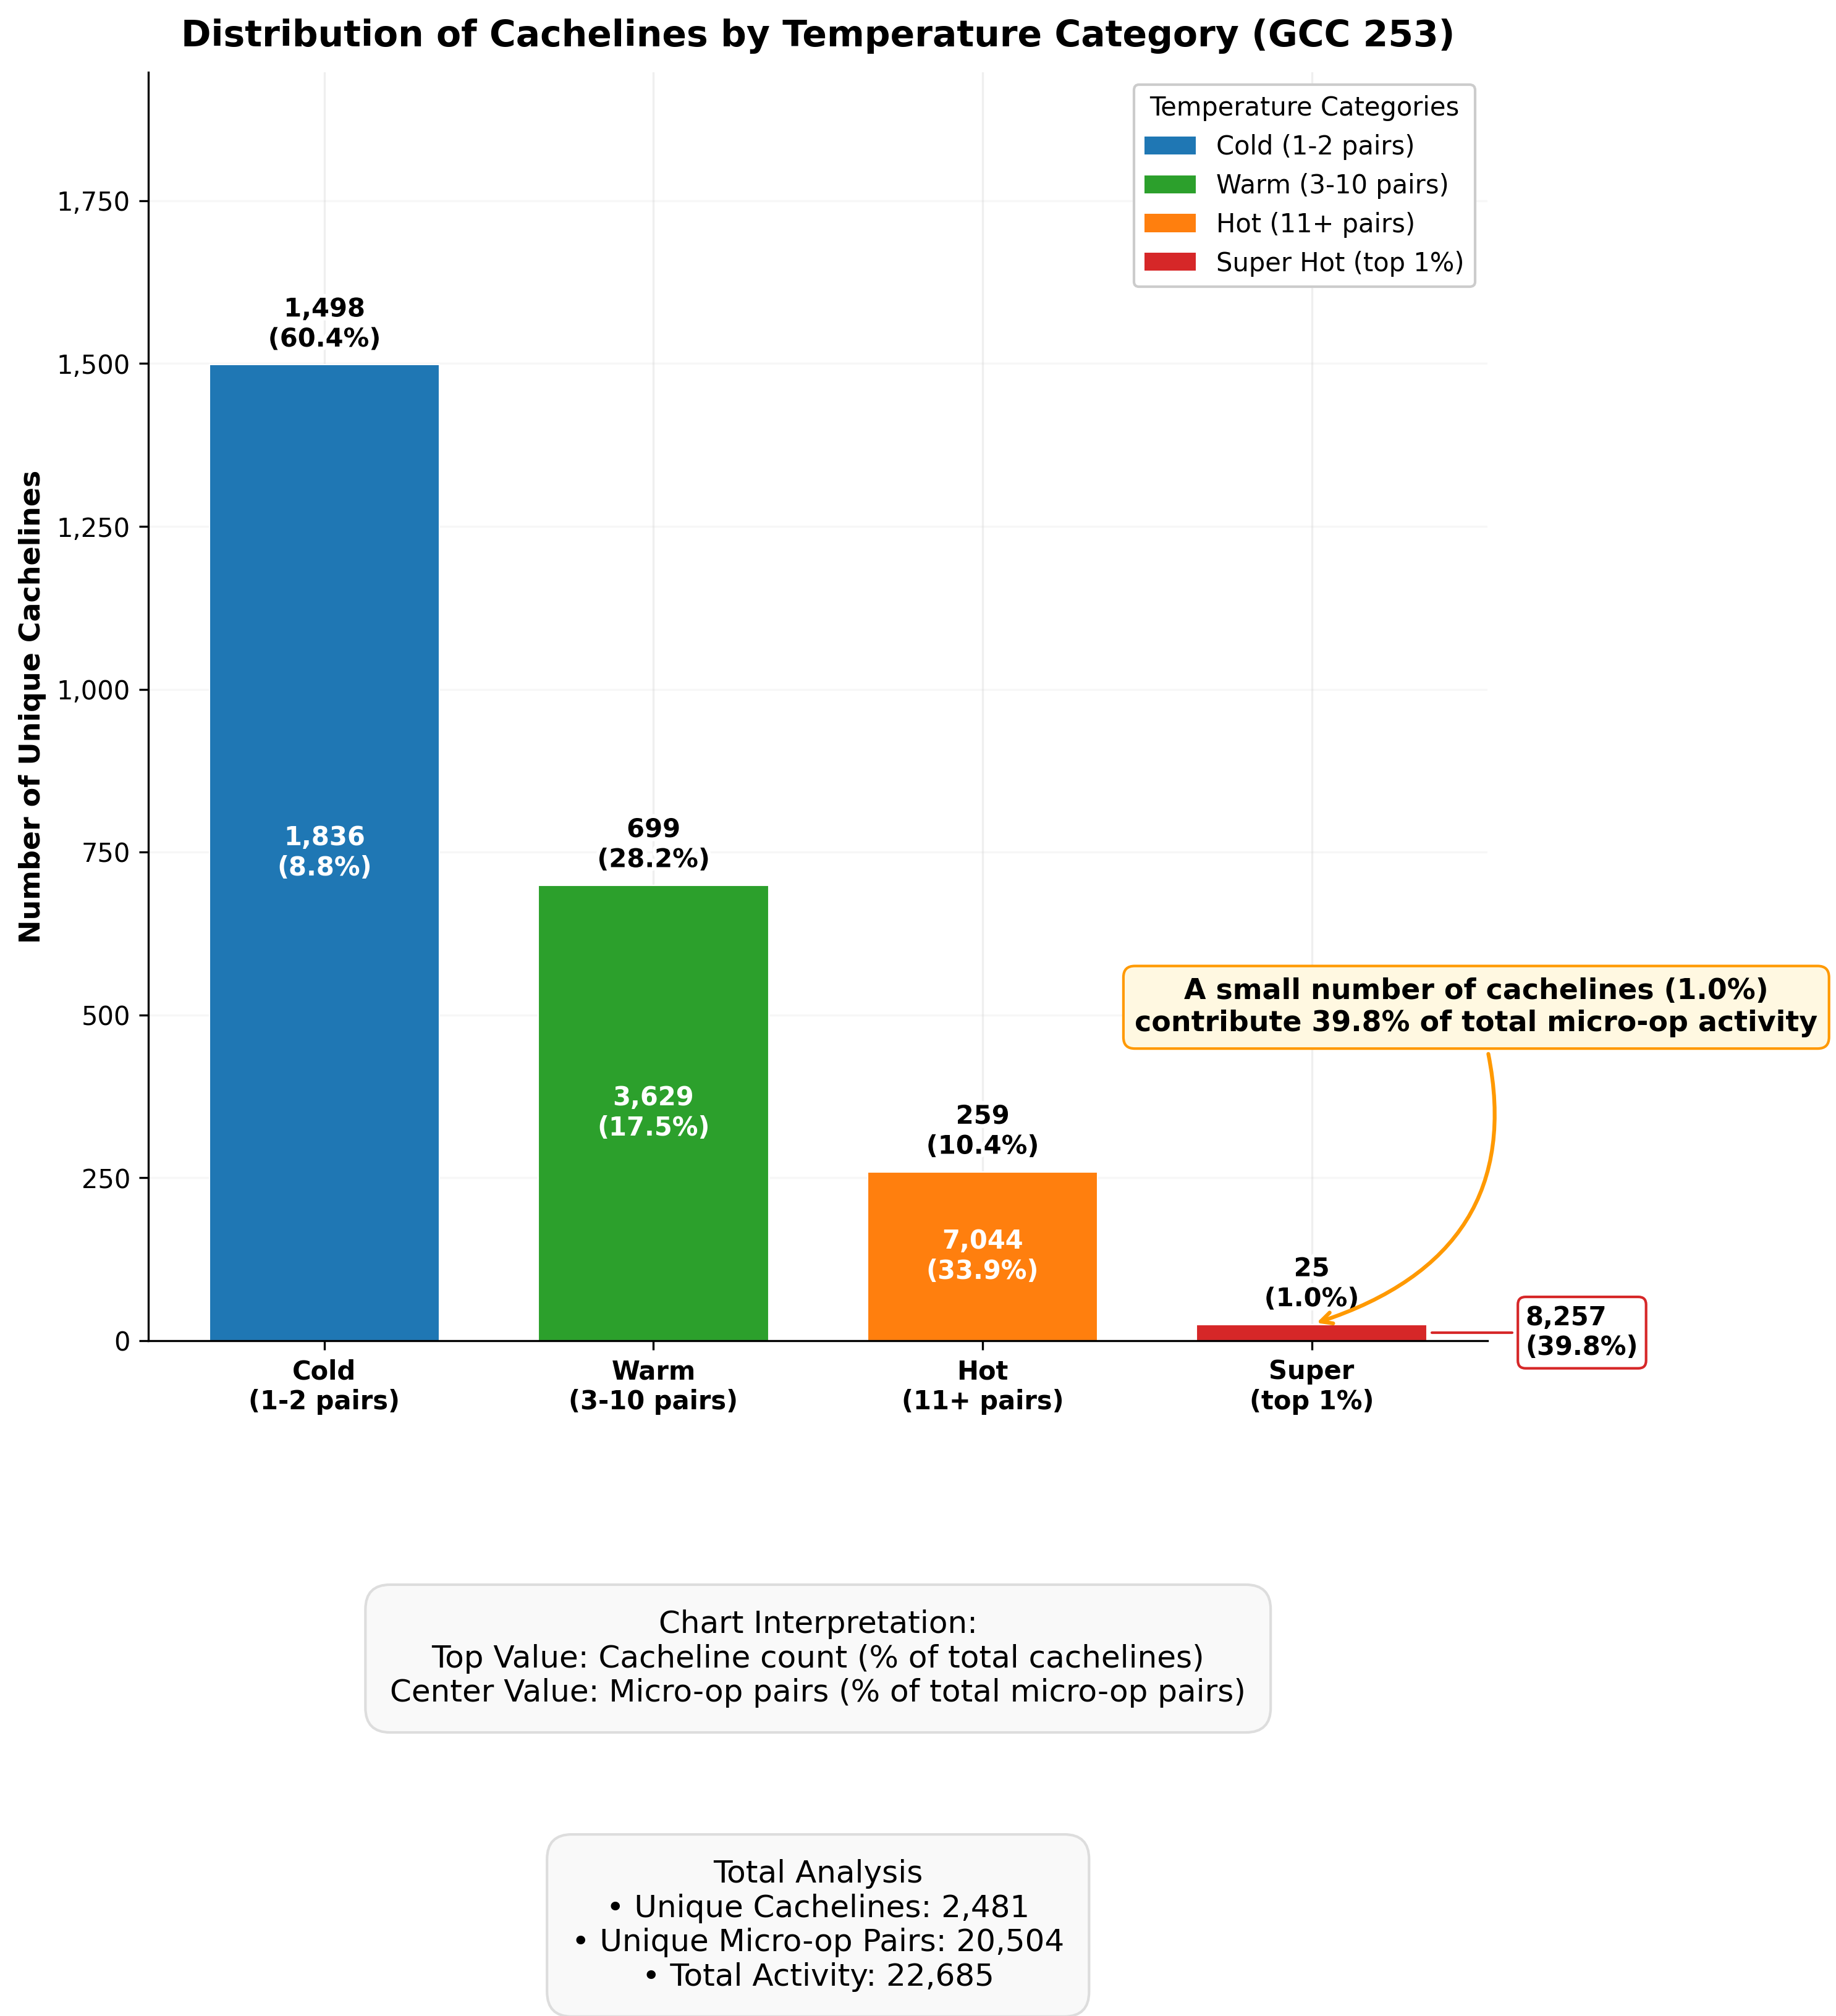 Distribution of Cachelines by Temperature Category (GCC 253)
Number of Unique Cachelines
1,750
1,500
1,250
1,000
750
500
250
0
Temperature Categories
Cold (1-2 pairs)
Warm (3-10 pairs)
Hot (11+ pairs)
Super Hot (top 1%)
1,498
(60.4%)
1,836
(8.8%)
699
(28.2%)
3,629
(17.5%)
259
(10.4%)
7,044
(33.9%)
A small number of cachelines (1.0%)
contribute 39.8% of total micro-op activity
25
(1.0%)
8,257
(39.8%)
Cold
(1-2 pairs)
Warm
(3-10 pairs)
Hot
(11+ pairs)
Super
(top 1%)
Chart Interpretation:
Top Value: Cacheline count (% of total cachelines)
Center Value: Micro-op pairs (% of total micro-op pairs)
Total Analysis
• Unique Cachelines: 2,481
• Unique Micro-op Pairs: 20,504
• Total Activity: 22,685